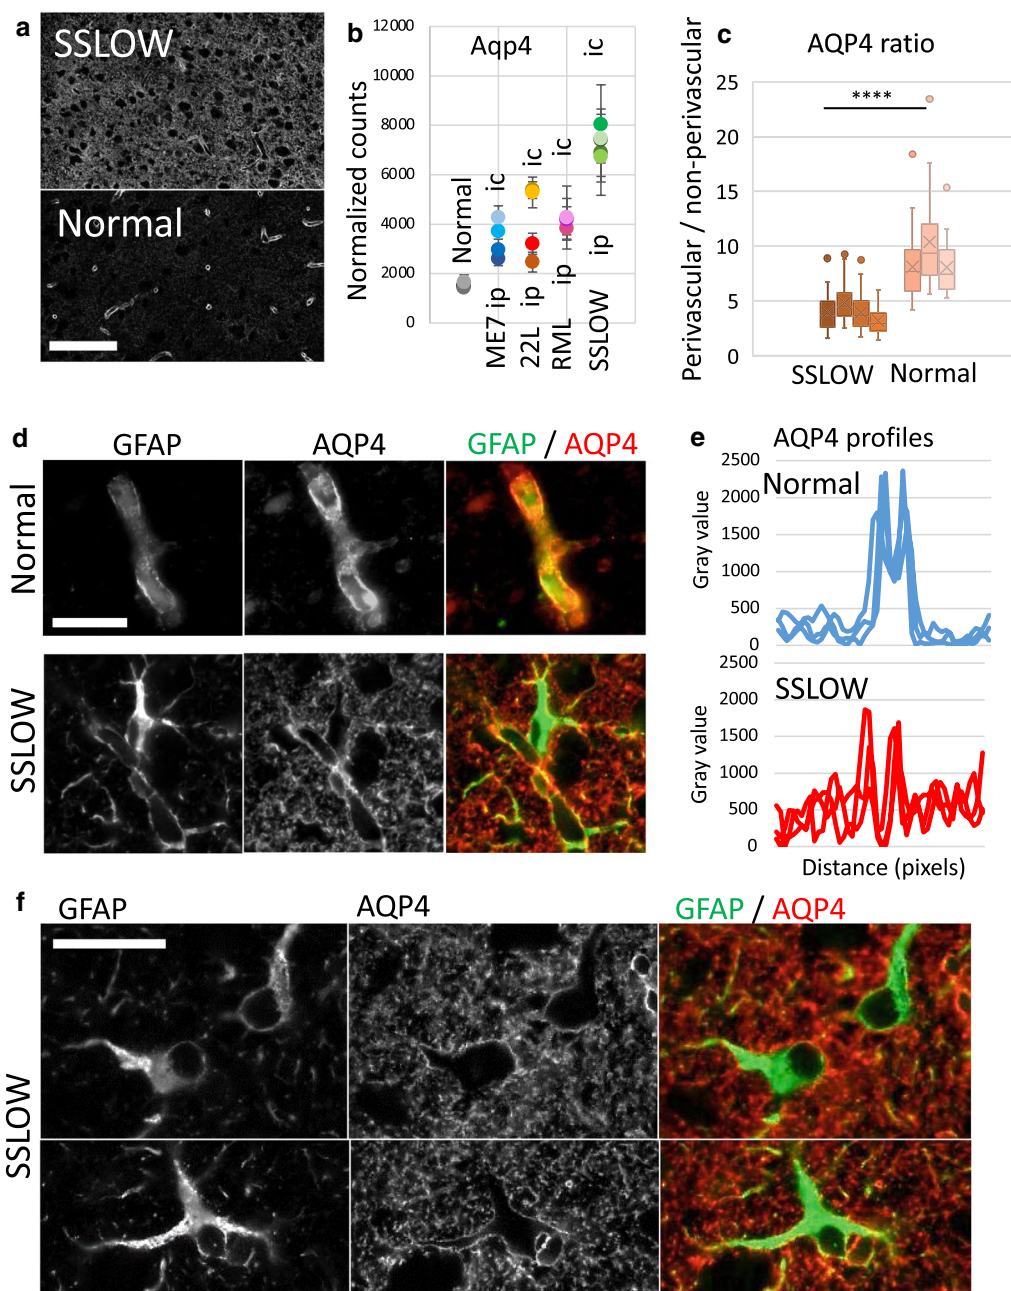 a
SSLOW
Normal
b
Aqp4
Normalized counts
12000
10000
8000
6000
4000
2000
0
Normal
ic
ic
ic
ic
ip
ip
ip
ip
ME7
22L
RML
SSLOW
c
AQP4 ratio
Perivascular / non-perivascular
25
20
15
10
5
0
****
SSLOW
Normal
d
GFAP
AQP4
GFAP / AQP4
Normal
SSLOW
e
AQP4 profiles
Normal
Gray value
2500
2000
1500
1000
500
0
SSLOW
Gray value
2500
2000
1500
1000
500
0
Distance (pixels)
f
GFAP
AQP4
GFAP / AQP4
SSLOW